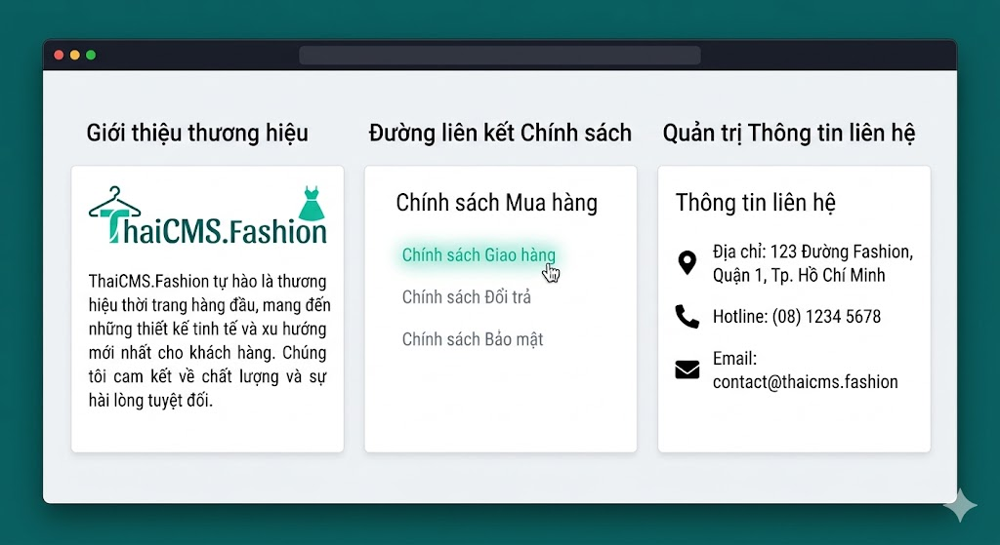 Giới thiệu thương hiệu
ThaiCMS.Fashion
ThaiCMS.Fashion tự hào là thương
hiệu thời trang hàng đầu, mang đến
những thiết kế tinh tế và xu hướng
mới nhất cho khách hàng. Chúng
tôi cam kết về chất lượng và sự
hài lòng tuyệt đối.
Đường liên kết Chính sách
Chính sách Mua hàng
Chính sách Giao hàng
Chính sách Đổi trả
Chính sách Bảo mật
Quản trị Thông tin liên hệ
Thông tin liên hệ
Địa chỉ: 123 Đường Fashion,
Quận 1, Tp. Hồ Chí Minh
Hotline: (08) 1234 5678
Email:
contact@thaicms.fashion